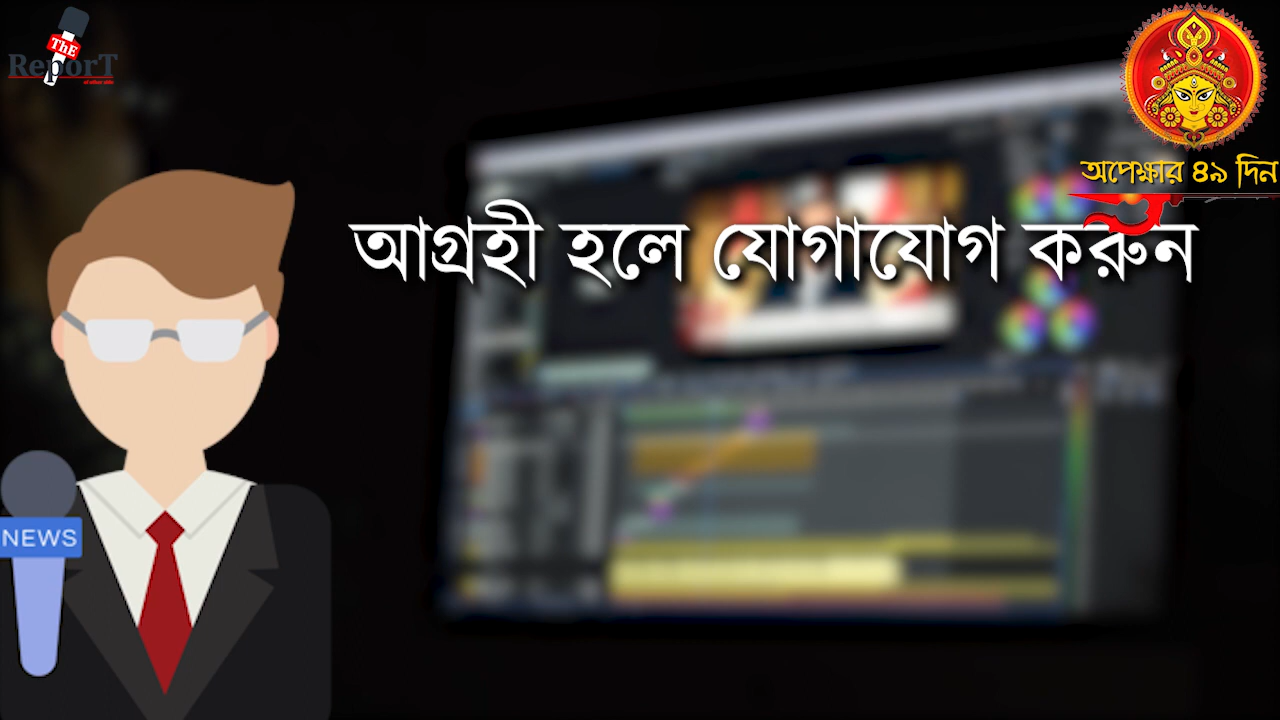 ThE
ReporT
অপেক্ষার ৪৯ দিন
আগ্রহী হলে যোগাযোগ করুন
NEWS